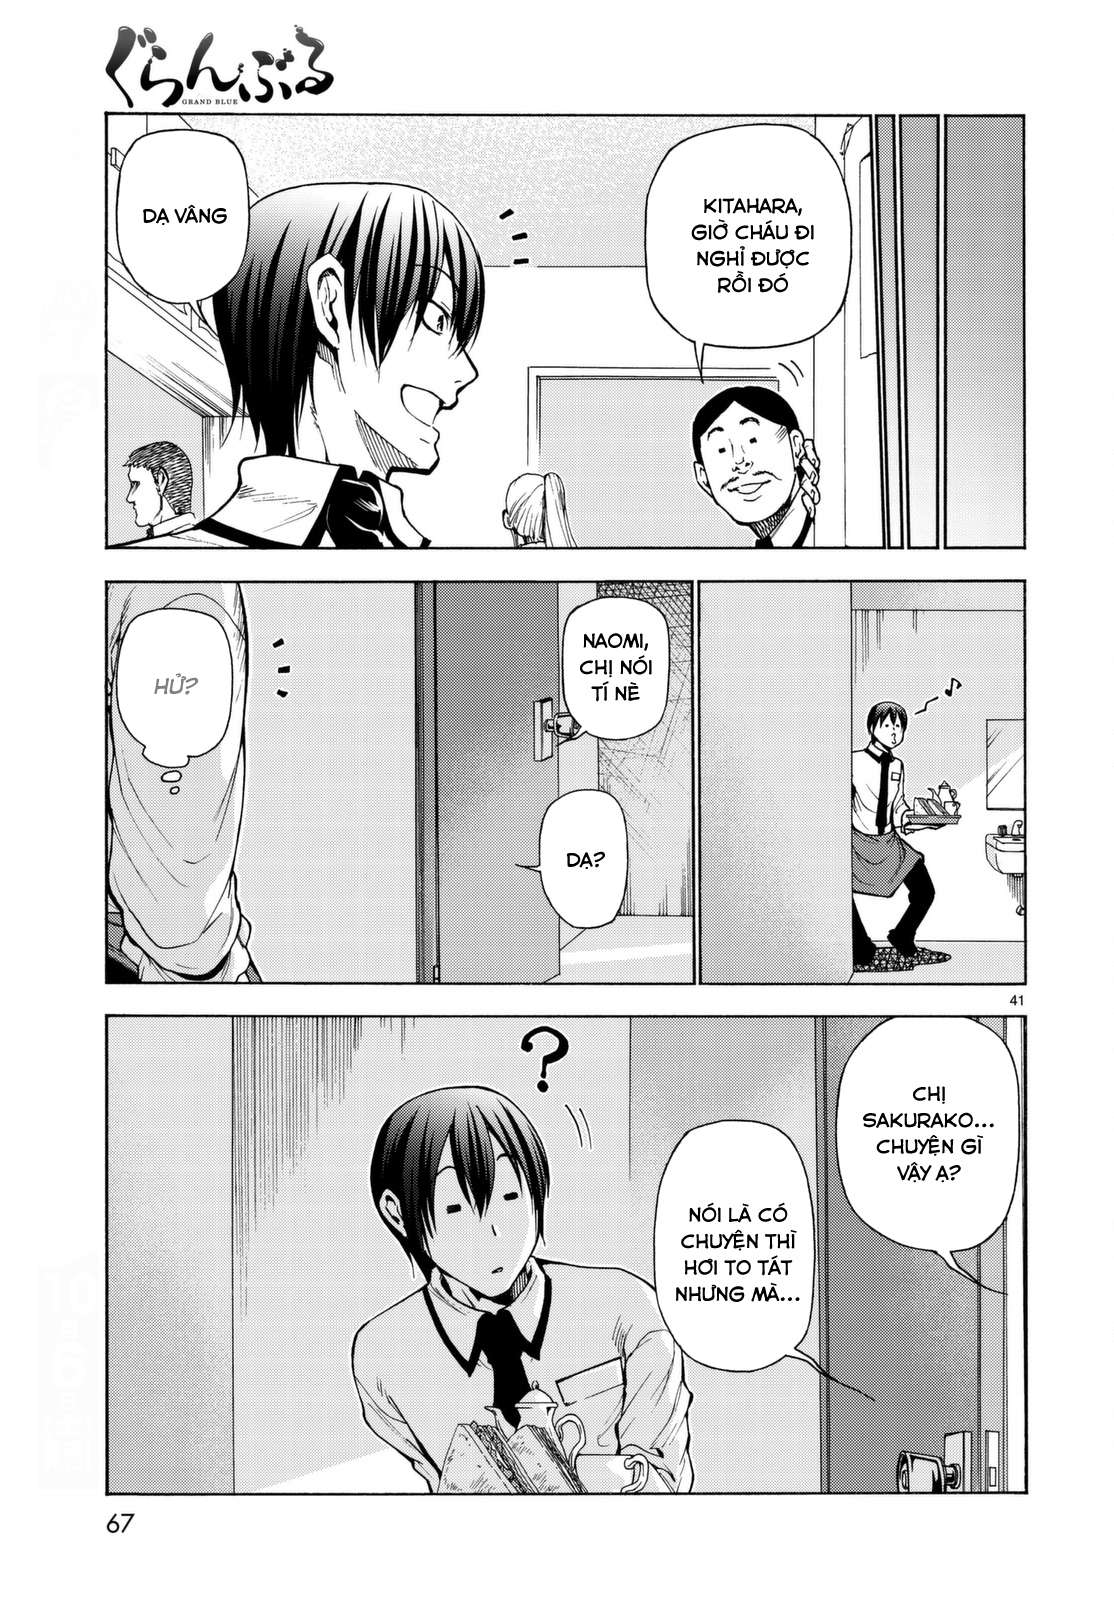 ぐらんぶる
GRAND BLUE
KITAHARA,
GIỜ CHÁU ĐI
NGHỈ ĐƯỢC
RỒI ĐÓ
DẠ VÂNG
NAOMI,
CHỊ NÓI
TÍ NÈ
DẠ?
HỬ?
41
CHỊ
SAKURAKO...
CHUYỆN GÌ
VẬY Ạ?
NÓI LÀ CÓ
CHUYỆN THÌ
HƠI TO TÁT
NHƯNG MÀ...
?
67